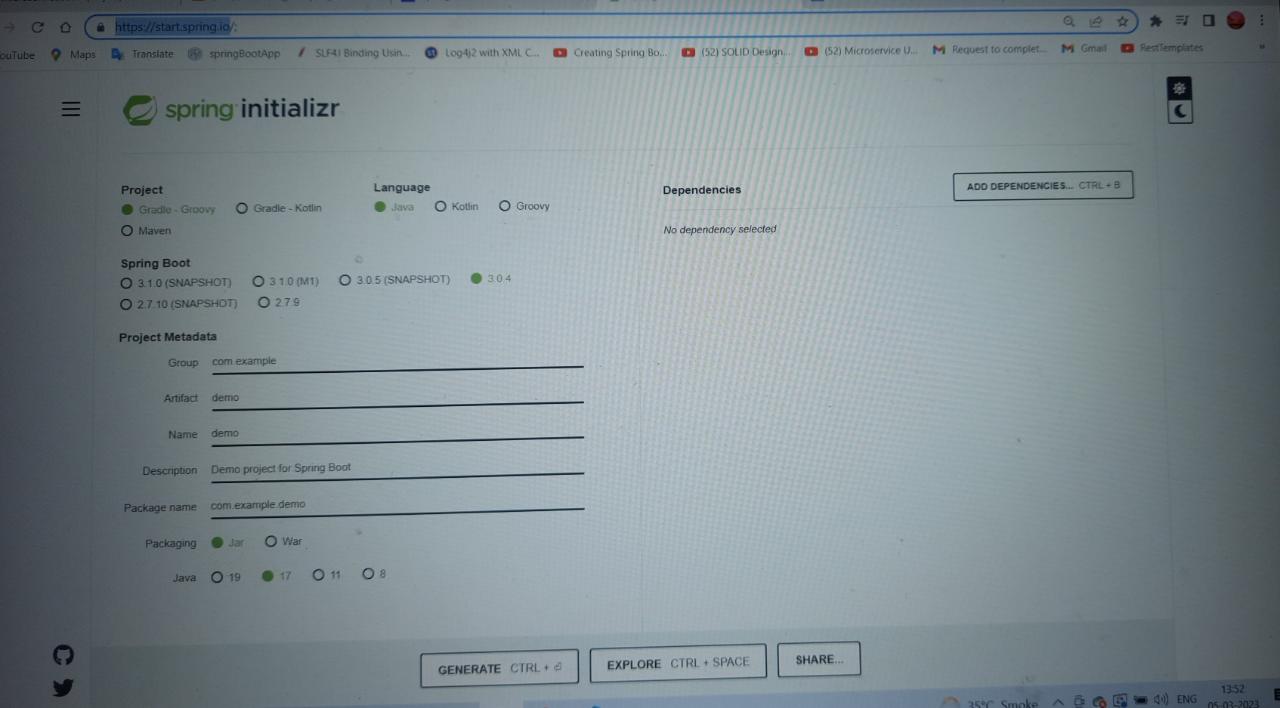 https://start.spring.io/;
ouTube Maps Translate springBootApp SLF4J Binding Usin... Log4j2 with XML C... Creating Spring Bo... (52) SOLID Design... (52) Microservice U... Request to complet... Gmail RestTemplates »
spring initializr
Project
Gradle - Groovy Gradle - Kotlin
Maven
Language
Java Kotlin Groovy
Spring Boot
3.1.0 (SNAPSHOT) 3.1.0 (M1) 3.0.5 (SNAPSHOT) 3.0.4
2.7.10 (SNAPSHOT) 2.7.9
Project Metadata
Group com.example
Artifact demo
Name demo
Description Demo project for Spring Boot
Package name com.example.demo
Packaging Jar War
Java 19 17 11 8
Dependencies
ADD DEPENDENCIES... CTRL + B
No dependency selected
GENERATE CTRL + ⏎
EXPLORE CTRL + SPACE
SHARE...
35°C Smoke ENG 13:52
05-03-2023